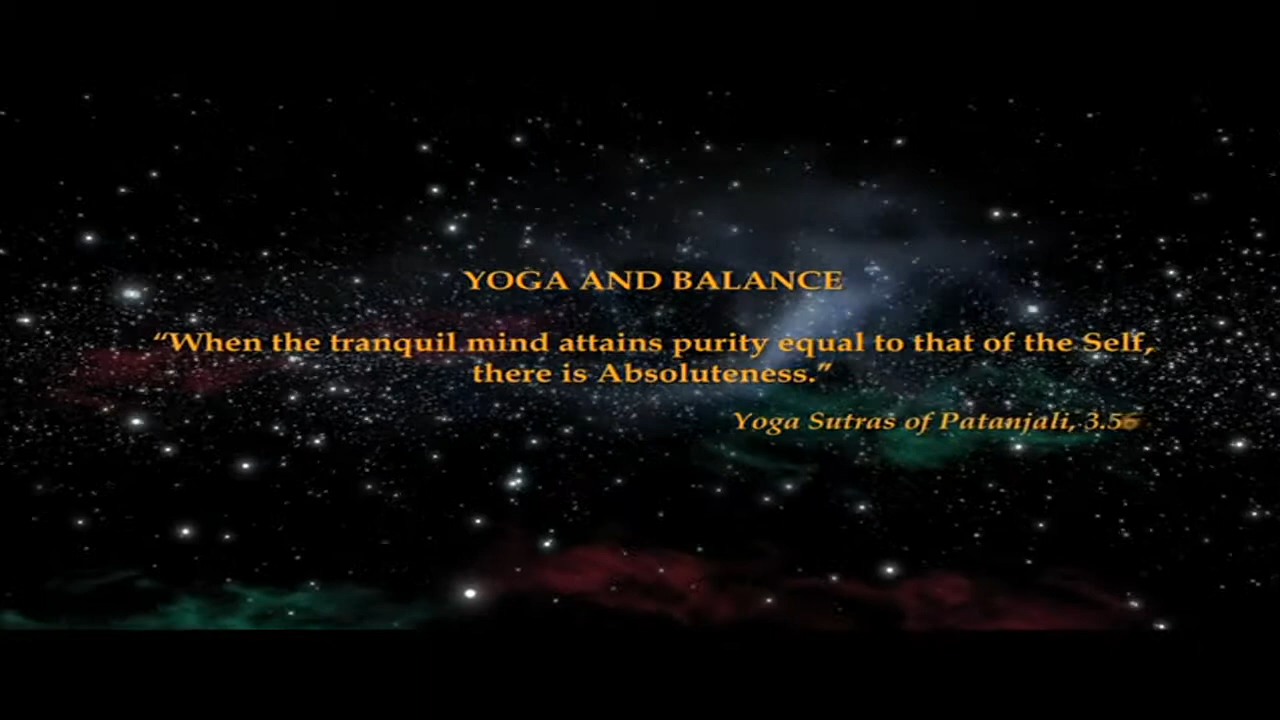 YOGA AND BALANCE
“When the tranquil mind attains purity equal to that of the Self,
there is Absoluteness.”
Yoga Sutras of Patanjali, 3.56